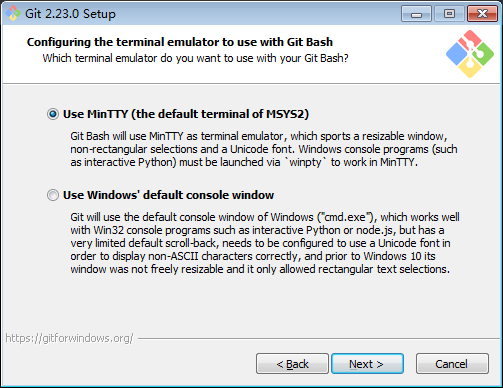 Git 2.23.0 Setup
Configuring the terminal emulator to use with Git Bash
Which terminal emulator do you want to use with your Git Bash?
Use MinTTY (the default terminal of MSYS2)
Git Bash will use MinTTY as terminal emulator, which sports a resizable window,
non-rectangular selections and a Unicode font. Windows console programs (such
as interactive Python) must be launched via `winpty` to work in MinTTY.
Use Windows' default console window
Git will use the default console window of Windows ("cmd.exe"), which works well
with Win32 console programs such as interactive Python or node.js, but has a
very limited default scroll-back, needs to be configured to use a Unicode font in
order to display non-ASCII characters correctly, and prior to Windows 10 its
window was not freely resizable and it only allowed rectangular text selections.
https://gitforwindows.org/
< Back
Next >
Cancel